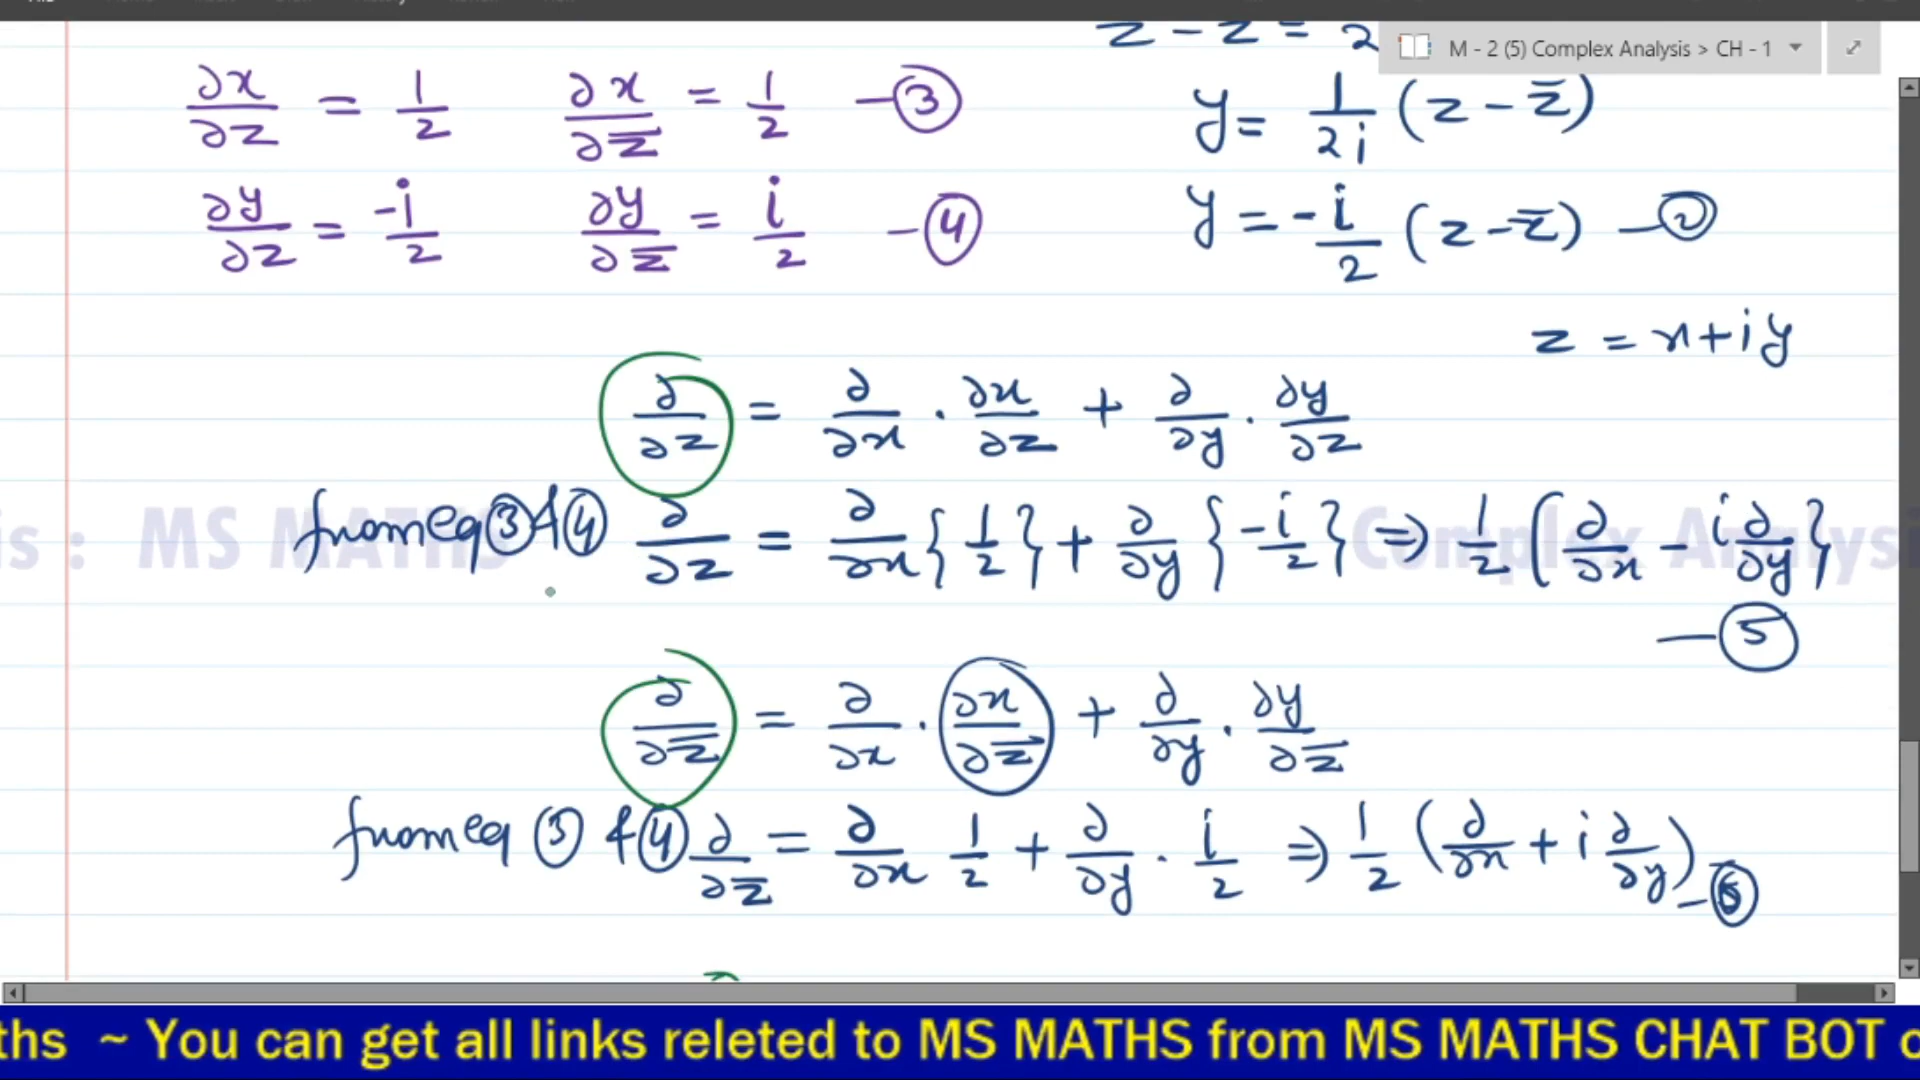 z - z̄ = 2
M - 2 (5) Complex Analysis > CH - 1
∂x/∂z = 1/2 ∂x/∂z̄ = 1/2 —③
y = 1/2i (z - z̄)
∂y/∂z = -i/2 ∂y/∂z̄ = i/2 —④
y = -i/2 (z - z̄) —②
z = x + iy
∂/∂z = ∂/∂x · ∂x/∂z + ∂/∂y · ∂y/∂z
from eq ③ & ④ ∂/∂z = ∂/∂x {1/2} + ∂/∂y {-i/2} ⇒ 1/2 (∂/∂x - i ∂/∂y}
—⑤
is : MS MATHS Complex Analysi
∂/∂z̄ = ∂/∂x · ∂x/∂z̄ + ∂/∂y · ∂y/∂z̄
from eq ③ & ④ ∂/∂z̄ = ∂/∂x 1/2 + ∂/∂y · i/2 ⇒ 1/2 (∂/∂x + i ∂/∂y) —⑥
ths ~ You can get all links releted to MS MATHS from MS MATHS CHAT BOT